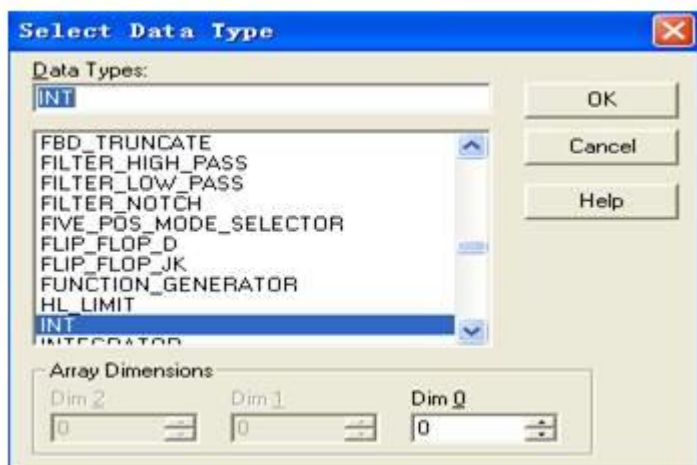 Select Data Type
Data Types:
INT
OK
FBD_TRUNCATE
FILTER_HIGH_PASS
FILTER_LOW_PASS
FILTER_NOTCH
FIVE_POS_MODE_SELECTOR
FLIP_FLOP_D
FLIP_FLOP_JK
FUNCTION_GENERATOR
HL_LIMIT
INT
INTEGRATOR
Cancel
Help
Array Dimensions
Dim 2 Dim 1 Dim 0
0 0 0